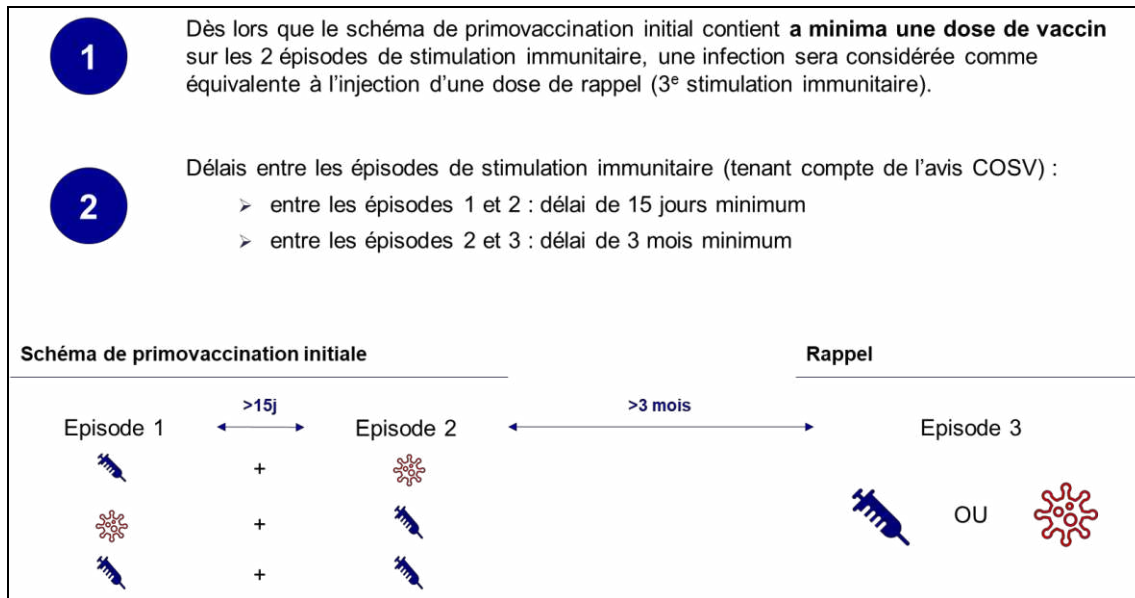 1
Dès lors que le schéma de primovaccination initial contient a minima une dose de vaccin
sur les 2 épisodes de stimulation immunitaire, une infection sera considérée comme
équivalente à l'injection d'une dose de rappel (3e stimulation immunitaire).
2
Délais entre les épisodes de stimulation immunitaire (tenant compte de l'avis COSV) :
➢ entre les épisodes 1 et 2 : délai de 15 jours minimum
➢ entre les épisodes 2 et 3 : délai de 3 mois minimum
Schéma de primovaccination initiale
Rappel
>15j
>3 mois
Episode 1
Episode 2
Episode 3
+
+
OU
+